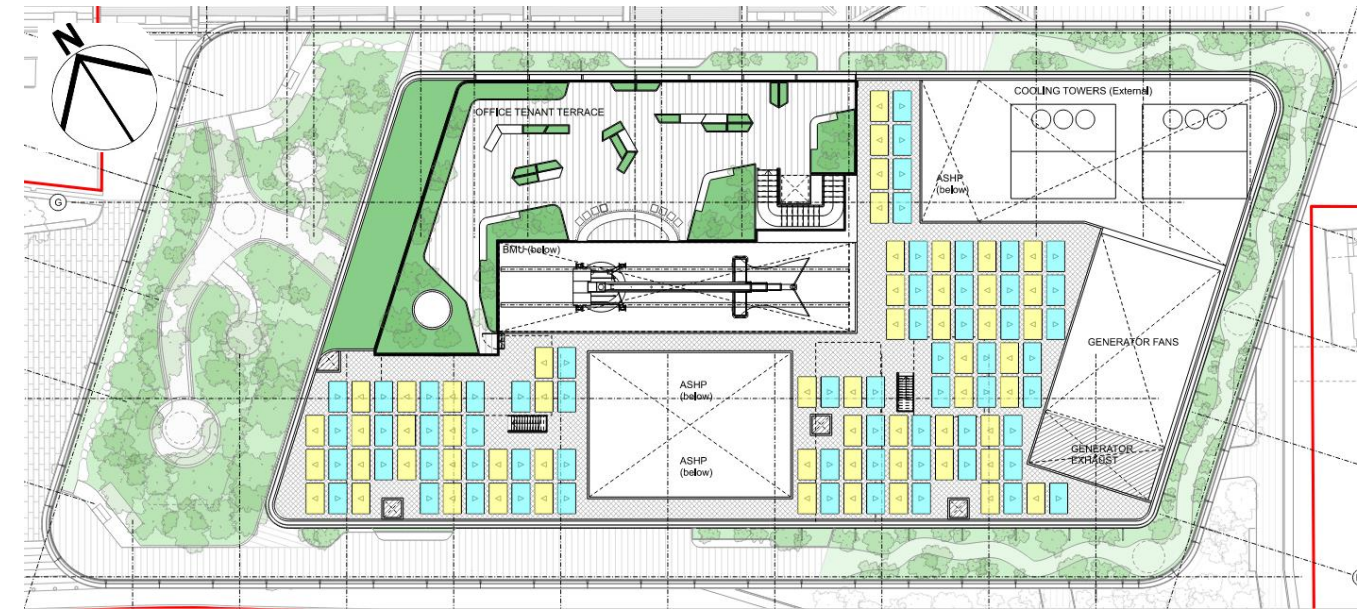 N
COOLING TOWERS (External)
OFFICE TENANT TERRACE
ASHP
(below)
G
BMU (below)
GENERATOR FANS
ASHP
(below)
GENERATOR
EXHAUST
ASHP
(below)